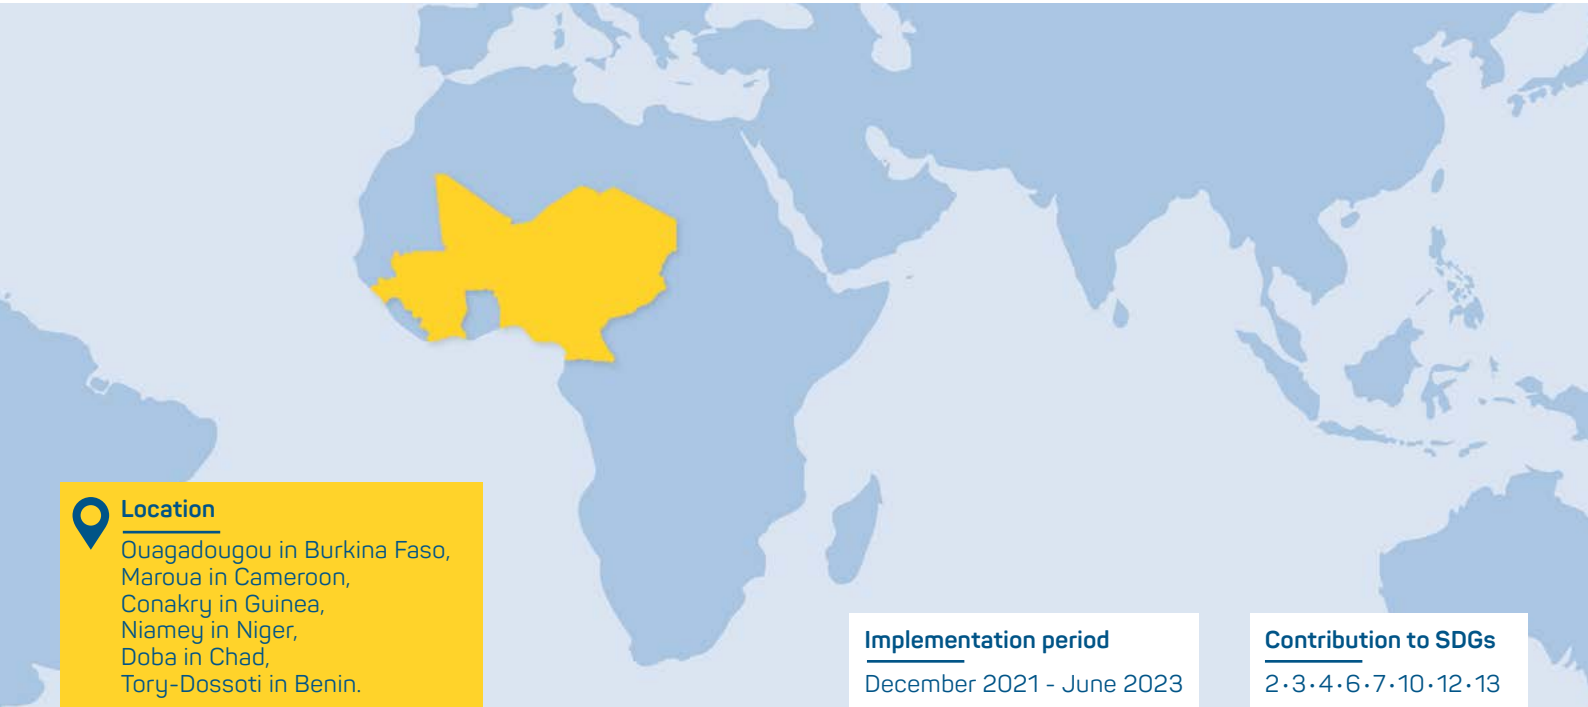 Location
Ouagadougou in Burkina Faso,
Maroua in Cameroon,
Conakry in Guinea,
Niamey in Niger,
Doba in Chad,
Tory-Dossoti in Benin.
Implementation period
December 2021 - June 2023
Contribution to SDGs
2·3·4·6·7·10·12·13